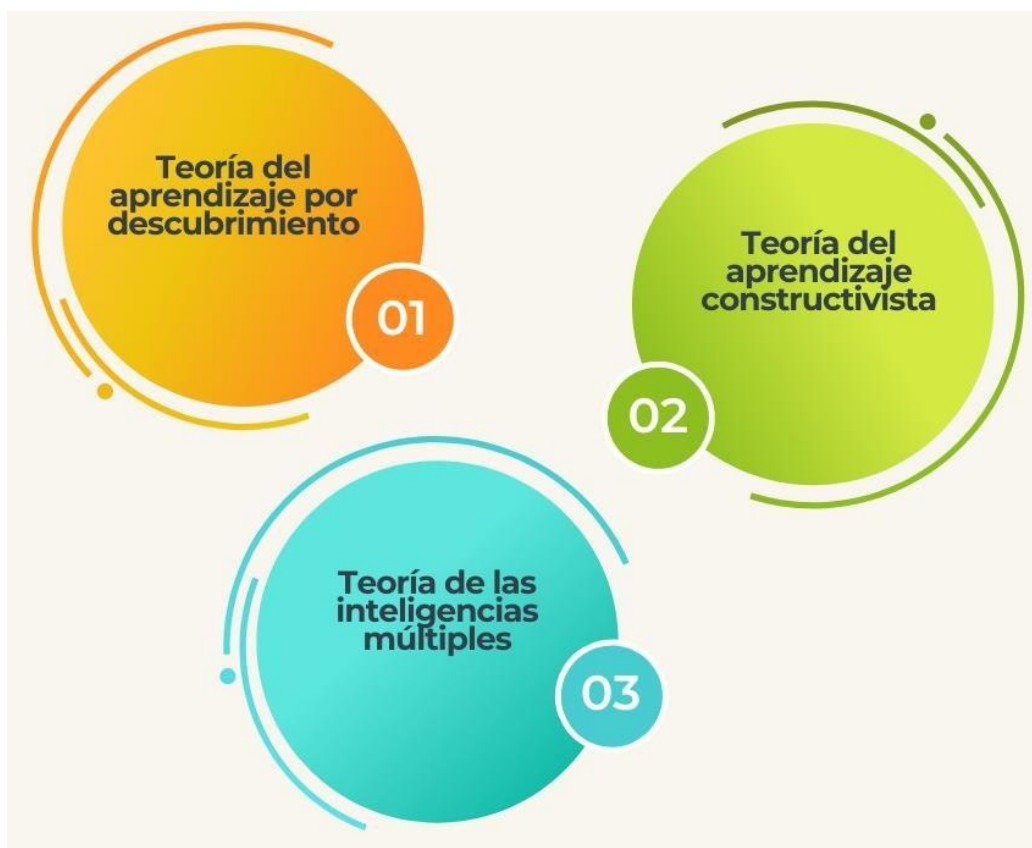 Teoría del
aprendizaje por
descubrimiento
01
Teoría del
aprendizaje
constructivista
02
Teoría de las
inteligencias
múltiples
03